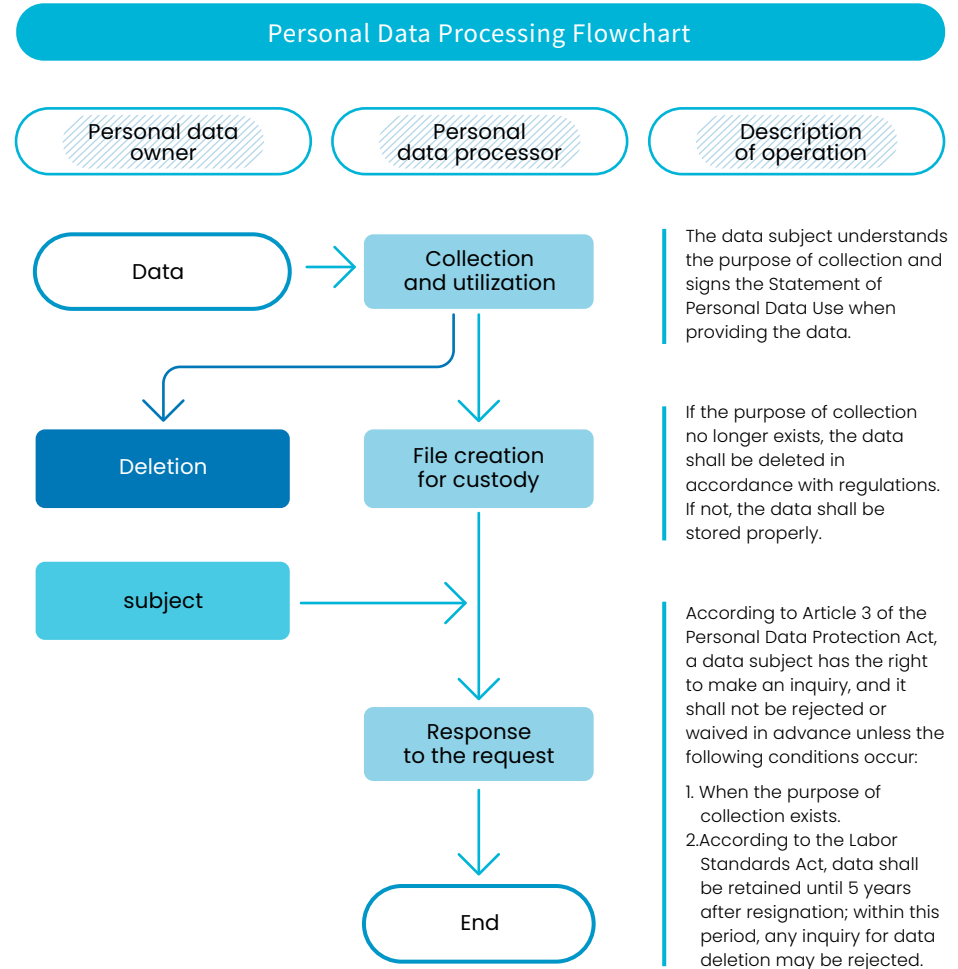 Personal Data Processing Flowchart
Personal data
owner
Personal
data processor
Description
of operation
Data
Collection
and utilization
The data subject understands
the purpose of collection and
signs the Statement of
Personal Data Use when
providing the data.
Deletion
File creation
for custody
If the purpose of collection
no longer exists, the data
shall be deleted in
accordance with regulations.
If not, the data shall be
stored properly.
subject
Response
to the request
End
According to Article 3 of the
Personal Data Protection Act,
a data subject has the right
to make an inquiry, and it
shall not be rejected or
waived in advance unless the
following conditions occur:
1. When the purpose of
collection exists.
2.According to the Labor
Standards Act, data shall
be retained until 5 years
after resignation; within this
period, any inquiry for data
deletion may be rejected.